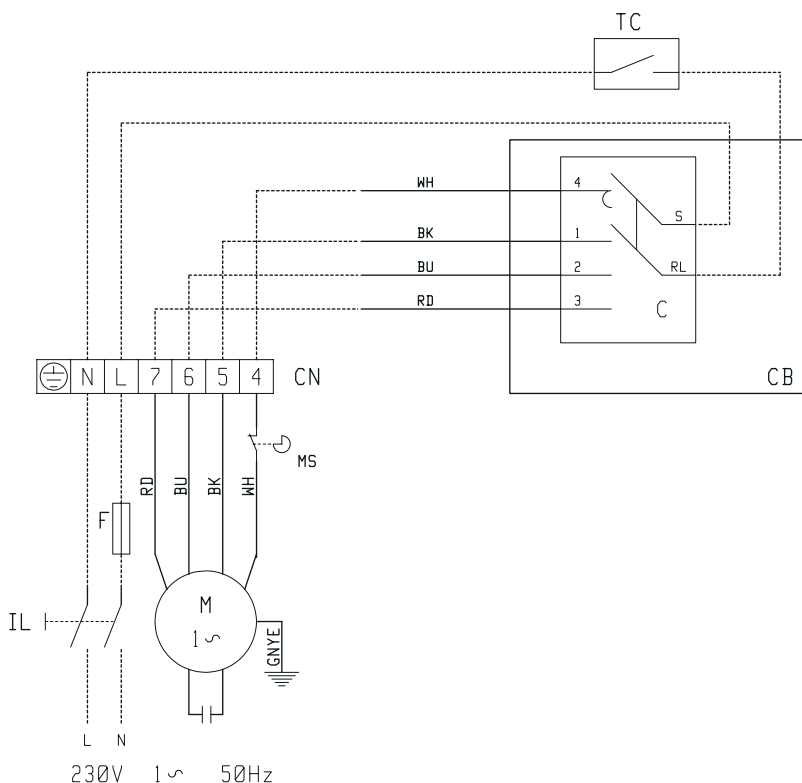 TC
WH 4
S
BK 1
BU 2 RL
RD 3 C
N L 7 6 5 4 CN CB
MS
RD BU BK WH
F
M
IL 1~
GNYE
L N
230V 1~ 50Hz